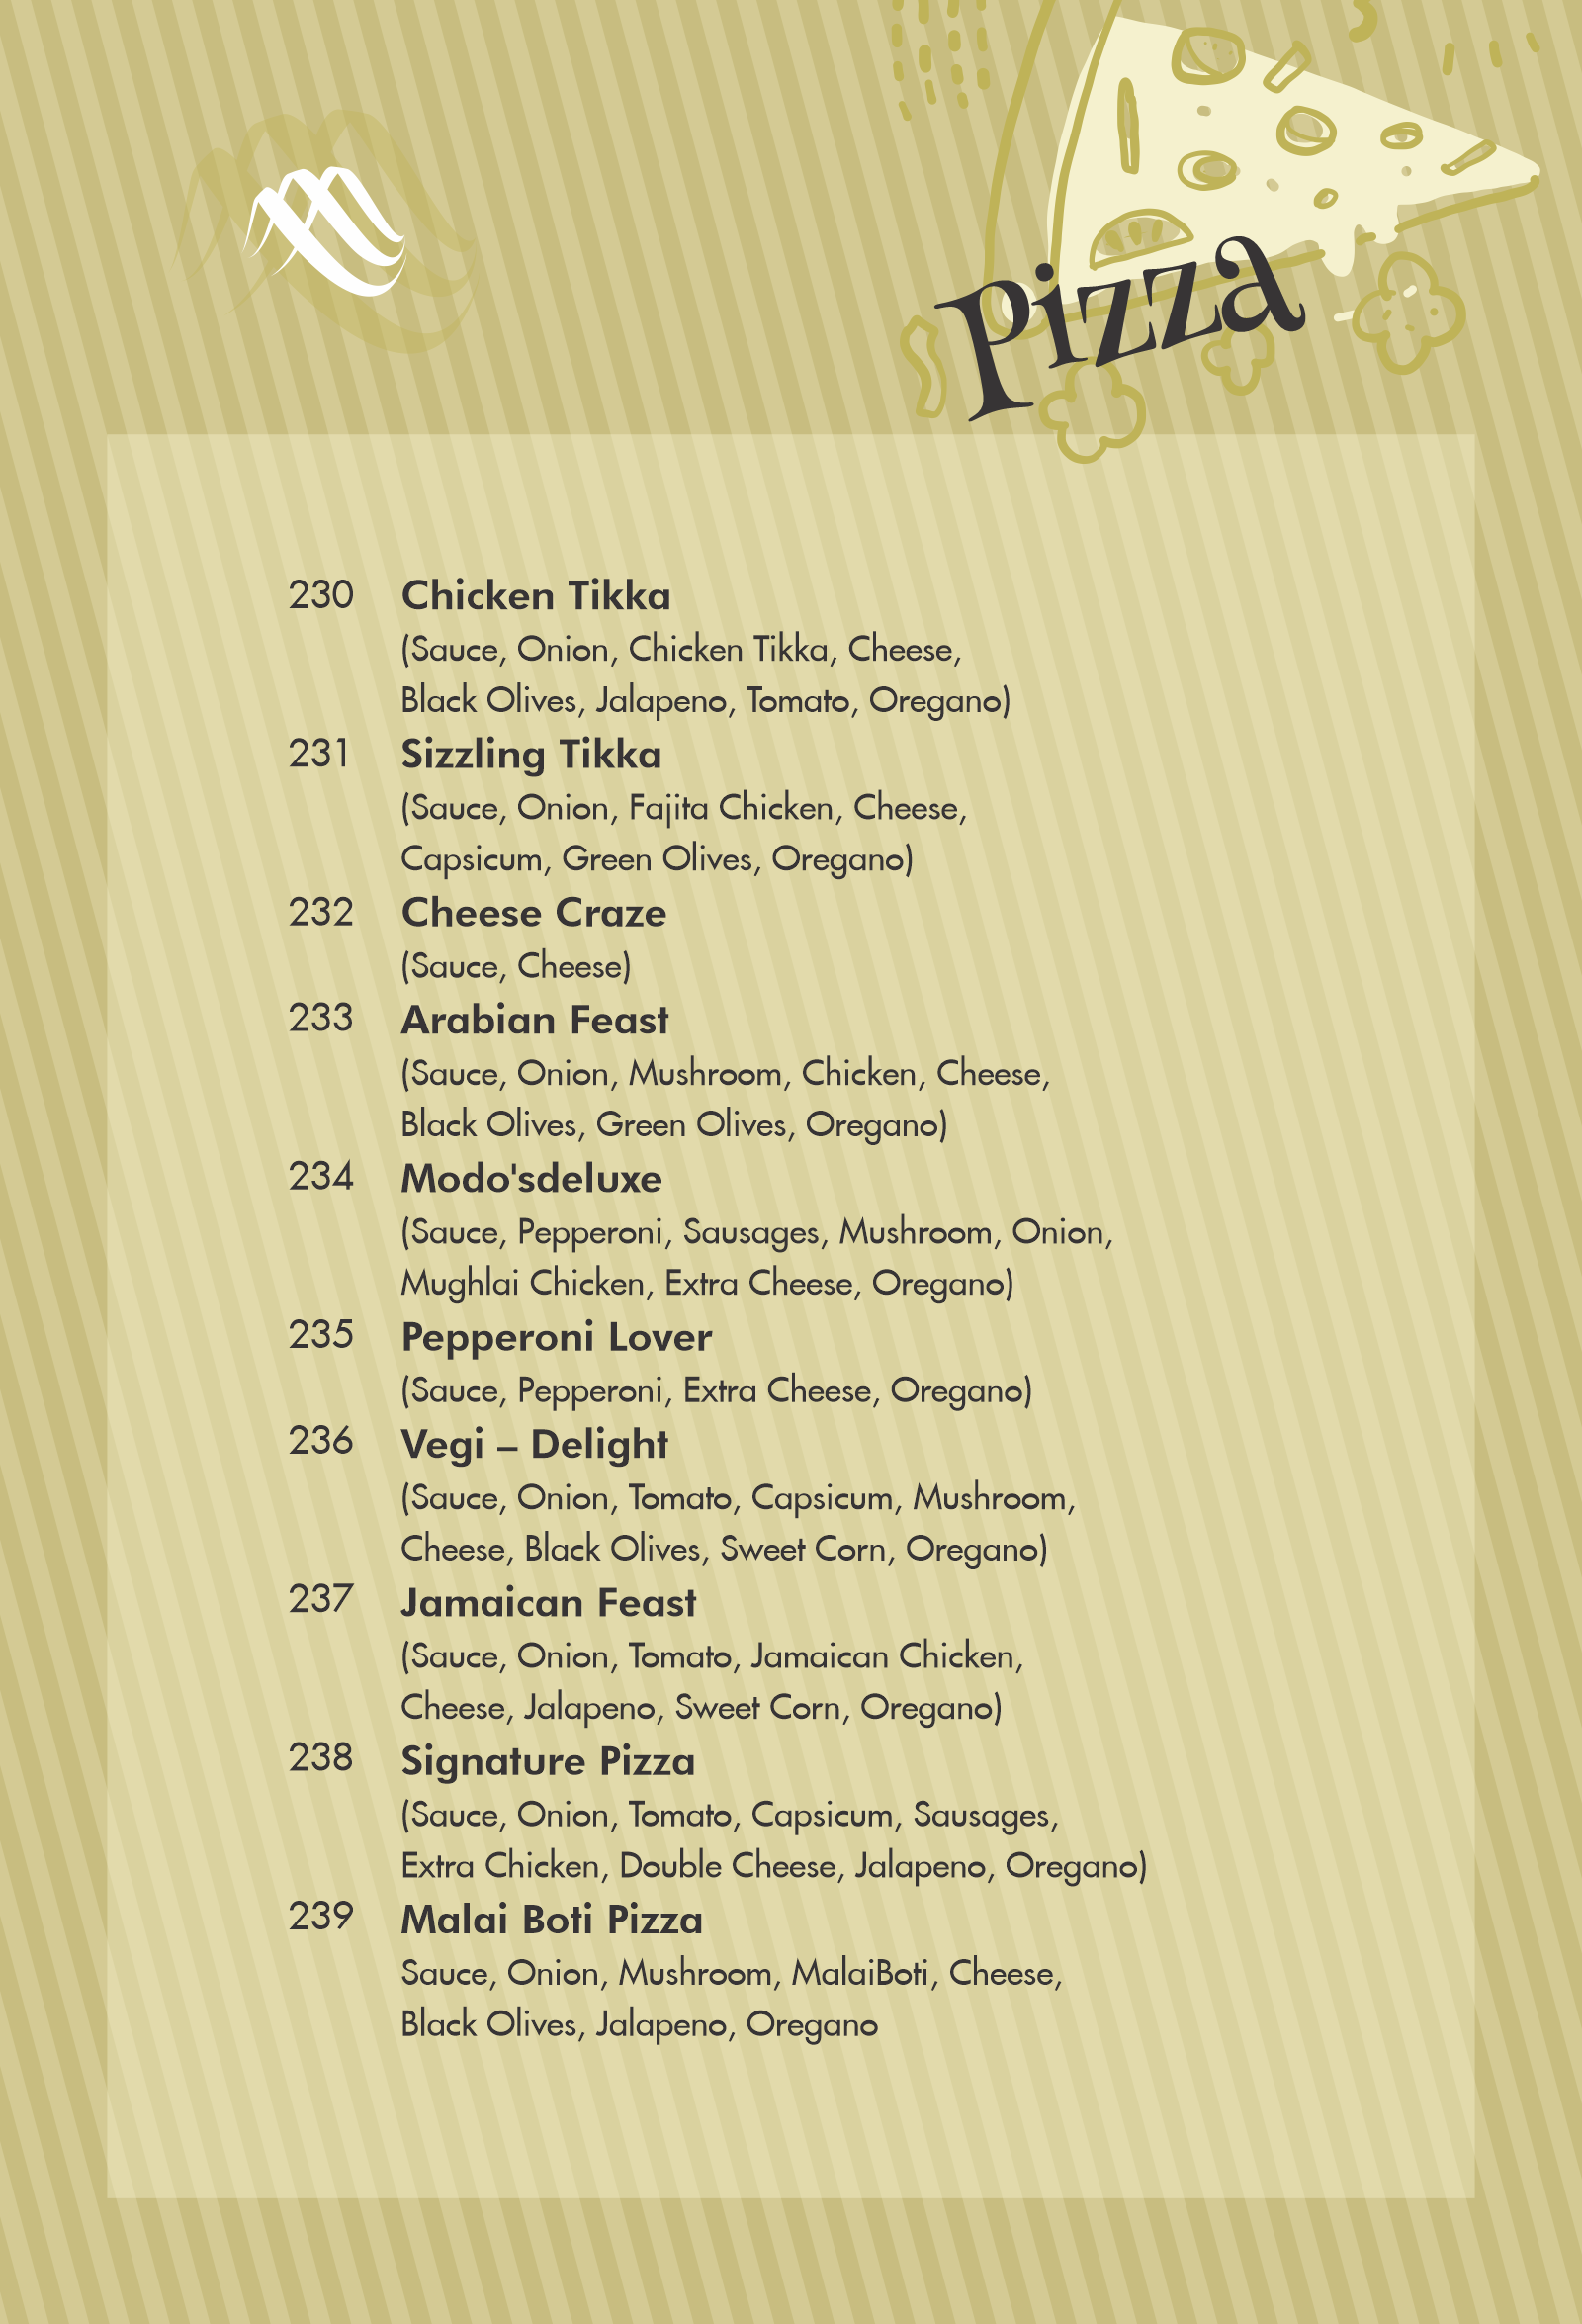 Pizza
230 Chicken Tikka
(Sauce, Onion, Chicken Tikka, Cheese,
Black Olives, Jalapeno, Tomato, Oregano)
231 Sizzling Tikka
(Sauce, Onion, Fajita Chicken, Cheese,
Capsicum, Green Olives, Oregano)
232 Cheese Craze
(Sauce, Cheese)
233 Arabian Feast
(Sauce, Onion, Mushroom, Chicken, Cheese,
Black Olives, Green Olives, Oregano)
234 Modo'sdeluxe
(Sauce, Pepperoni, Sausages, Mushroom, Onion,
Mughlai Chicken, Extra Cheese, Oregano)
235 Pepperoni Lover
(Sauce, Pepperoni, Extra Cheese, Oregano)
236 Vegi – Delight
(Sauce, Onion, Tomato, Capsicum, Mushroom,
Cheese, Black Olives, Sweet Corn, Oregano)
237 Jamaican Feast
(Sauce, Onion, Tomato, Jamaican Chicken,
Cheese, Jalapeno, Sweet Corn, Oregano)
238 Signature Pizza
(Sauce, Onion, Tomato, Capsicum, Sausages,
Extra Chicken, Double Cheese, Jalapeno, Oregano)
239 Malai Boti Pizza
Sauce, Onion, Mushroom, MalaiBoti, Cheese,
Black Olives, Jalapeno, Oregano